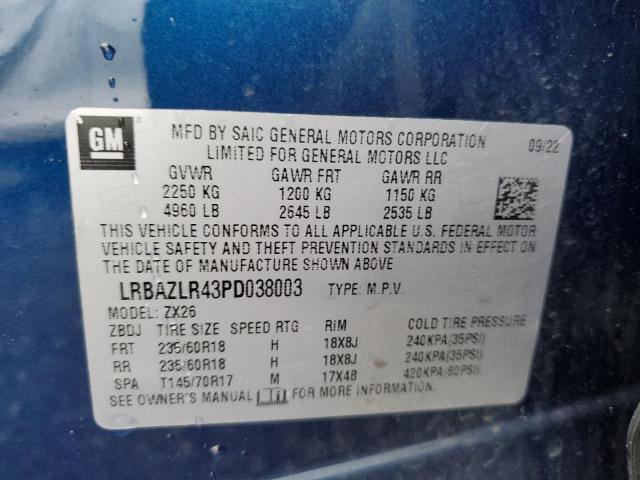 GM
MFD BY SAIC GENERAL MOTORS CORPORATION 09/22
LIMITED FOR GENERAL MOTORS LLC
GVWR GAWR FRT GAWR RR
2250 KG 1200 KG 1150 KG
4960 LB 2645 LB 2535 LB
THIS VEHICLE CONFORMS TO ALL APPLICABLE U.S. FEDERAL MOTOR
VEHICLE SAFETY AND THEFT PREVENTION STANDARDS IN EFFECT ON
THE DATE OF MANUFACTURE SHOWN ABOVE
LRBAZLR43PD038003 TYPE: M.P.V.
MODEL: ZX26
ZBDJ TIRE SIZE SPEED RTG RIM COLD TIRE PRESSURE
FRT 235/60R18 H 18X8J 240KPA(35PSI)
RR 235/60R18 H 18X8J 240KPA(35PSI)
SPA T145/70R17 M 17X4B 420KPA(60PSI)
SEE OWNER'S MANUAL FOR MORE INFORMATION.